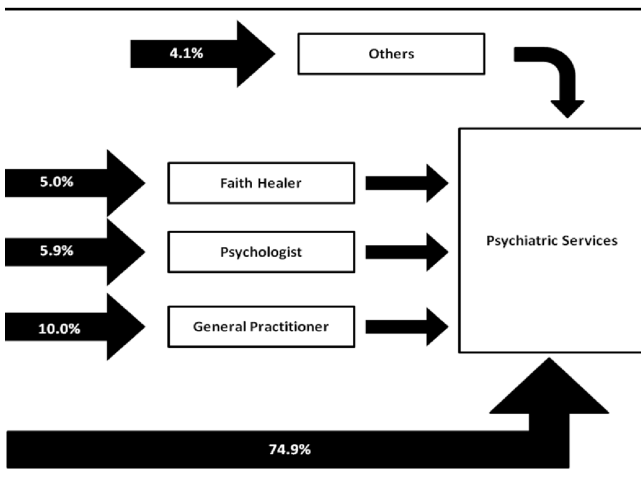 4.1%
Others
5.0%
Faith Healer
5.9%
Psychologist
Psychiatric Services
10.0%
General Practitioner
74.9%